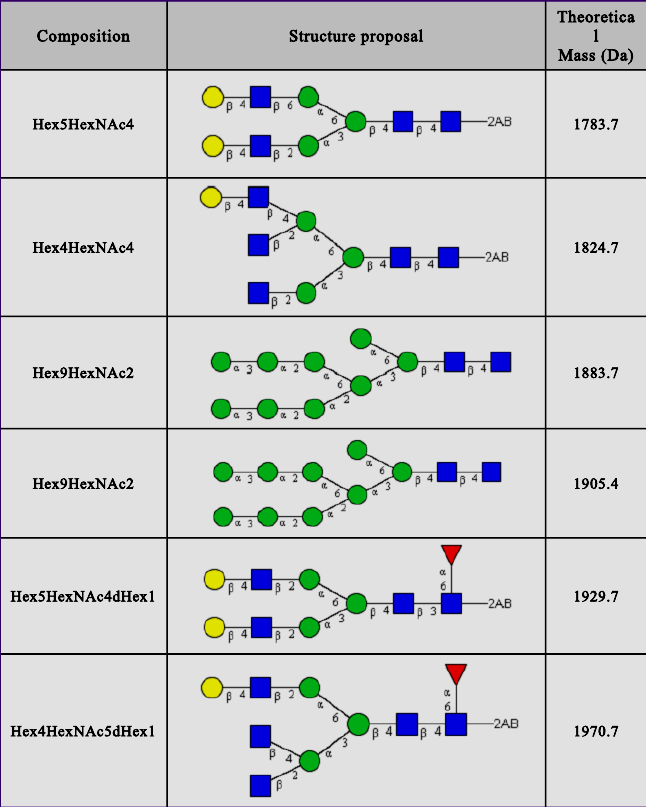 Composition
Structure proposal
Theoretica
l
Mass (Da)
Hex5HexNAc4
β 4 β 6 α 6
β 4 β 2 α 3
β 4 β 4 2AB
1783.7
Hex4HexNAc4
β 4 β 4
β 2 α 6
β 2 α 3
β 4 β 4 2AB
1824.7
Hex9HexNAc2
α 6
α 3 α 2 α 6 α 3 β 4 β 4
α 3 α 2 α 2
1883.7
Hex9HexNAc2
α 6
α 3 α 2 α 6 α 3 β 4 β 4
α 3 α 2 α 2
1905.4
Hex5HexNAc4dHex1
α 6
β 4 β 2 α 6
β 4 β 2 α 3
β 4 β 3 2AB
1929.7
Hex4HexNAc5dHex1
α 6
β 4 β 2 α 6
β 4 β 4 2AB
β 4 α 3
β 2
1970.7